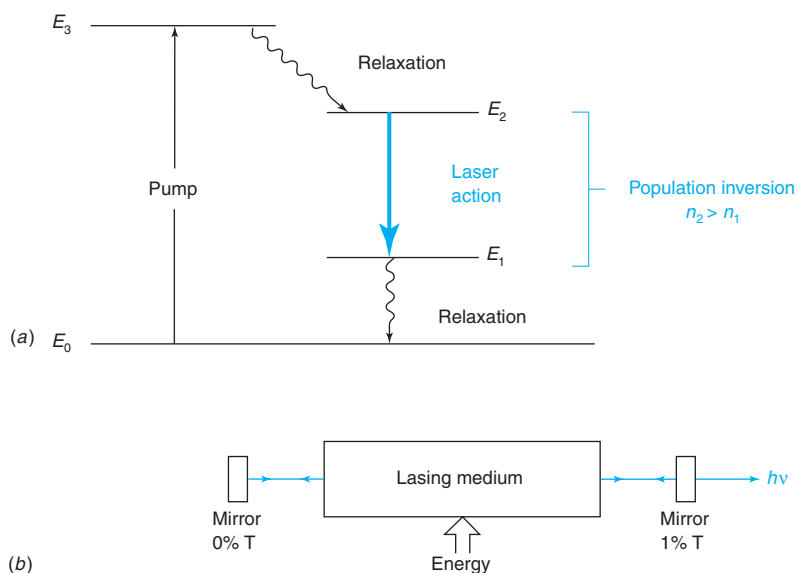 E₃
Relaxation
E₂
Pump
Laser
action
Population inversion
n₂ > n₁
E₁
Relaxation
(a)
E₀
Lasing medium
hν
Mirror
0% T
Mirror
1% T
(b)
Energy